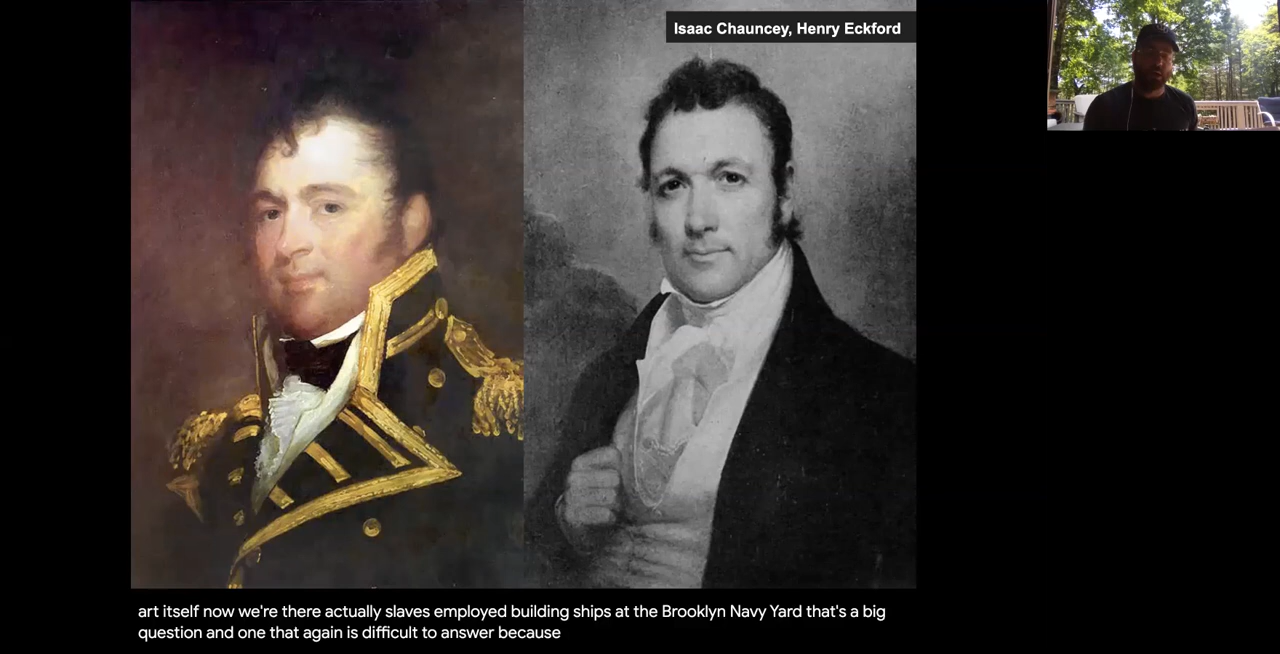 Isaac Chauncey, Henry Eckford
art itself now we're there actually slaves employed building ships at the Brooklyn Navy Yard that's a big
question and one that again is difficult to answer because